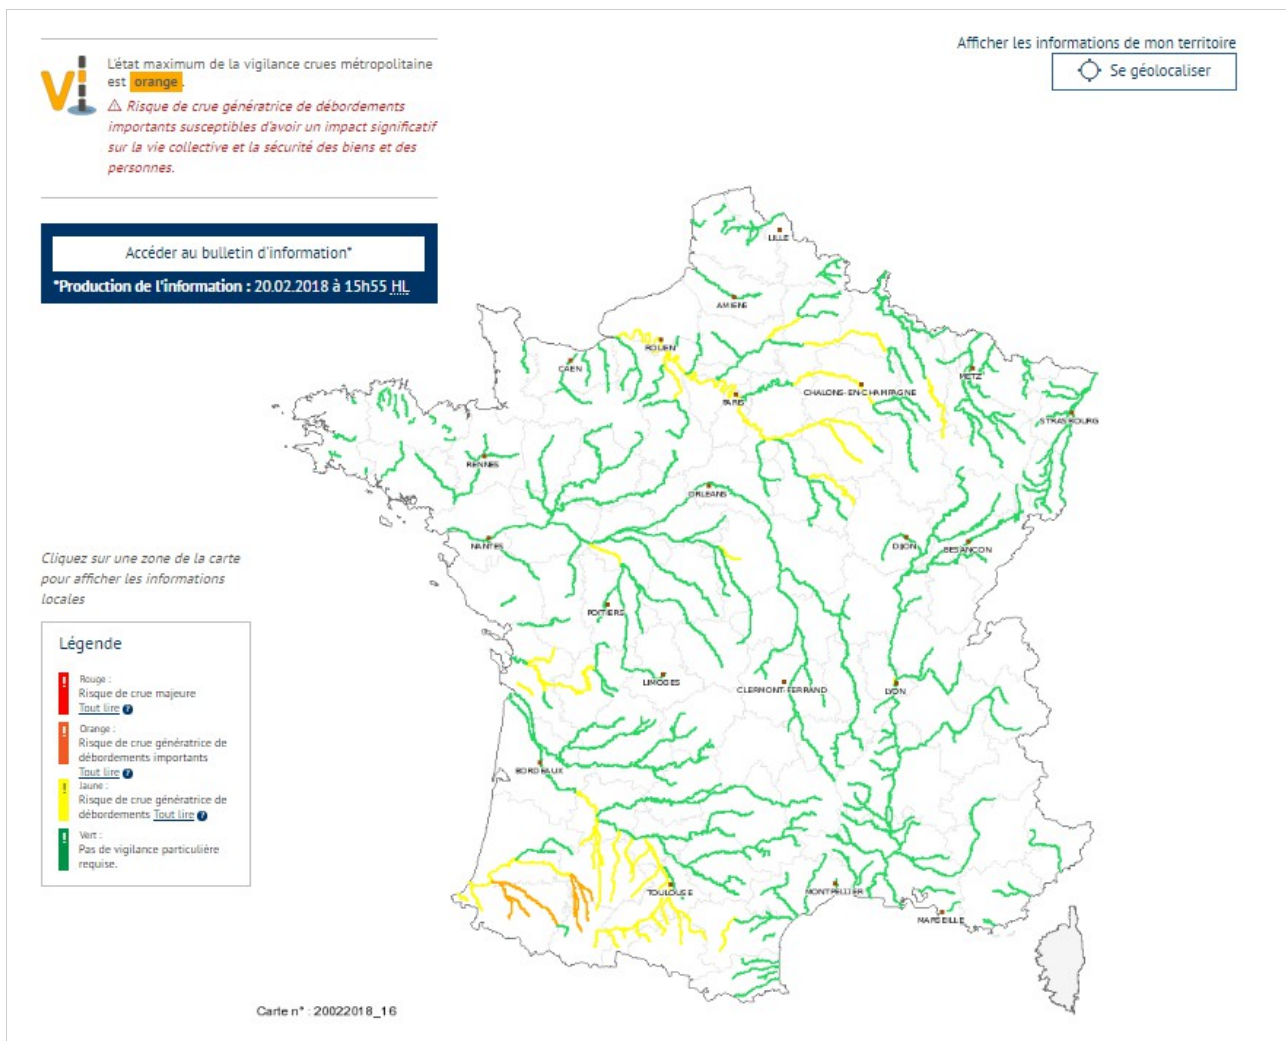 Afficher les informations de mon territoire
Se géolocaliser
L'état maximum de la vigilance crues métropolitaine
est orange.
⚠ Risque de crue génératrice de débordements
importants susceptibles d'avoir un impact significatif
sur la vie collective et la sécurité des biens et des
personnes.
Accéder au bulletin d'information*
*Production de l'information : 20.02.2018 à 15h55 HL
LILLE
AMIENS
ROUEN
CAEN
METZ
CHALONS-EN-CHAMPAGNE
PARIS
STRASBOURG
RENNES
ORLEANS
NANTES
DIJON
BESANCON
POITIERS
LIMOGES
CLERMONT-FERRAND
LYON
BORDEAUX
TOULOUSE
MONTPELLIER
MARSEILLE
Cliquez sur une zone de la carte
pour afficher les informations
locales
Légende
Rouge :
Risque de crue majeure
Tout lire ?
Orange :
Risque de crue génératrice de
débordements importants
Tout lire ?
Jaune :
Risque de crue génératrice de
débordements Tout lire ?
Vert :
Pas de vigilance particulière
requise.
Carte n° : 20022018_16